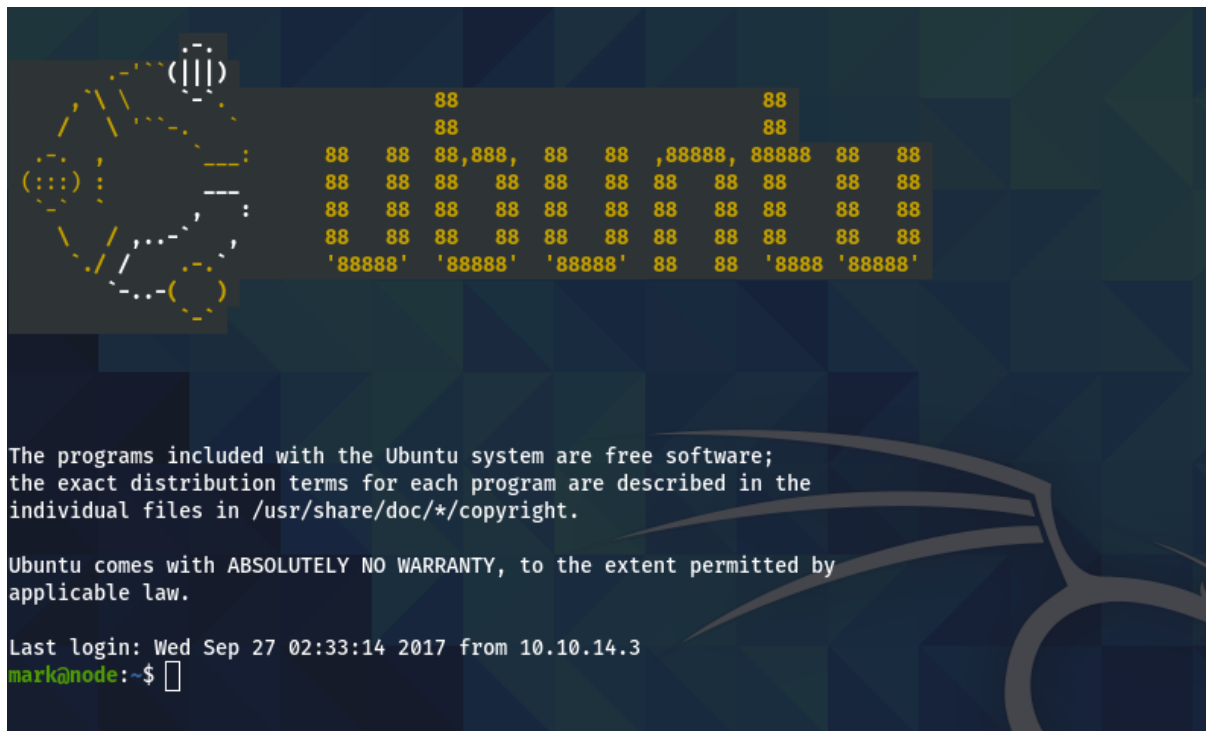 ubuntu
The programs included with the Ubuntu system are free software;
the exact distribution terms for each program are described in the
individual files in /usr/share/doc/*/copyright.
Ubuntu comes with ABSOLUTELY NO WARRANTY, to the extent permitted by
applicable law.
Last login: Wed Sep 27 02:33:14 2017 from 10.10.14.3
mark@node:~$